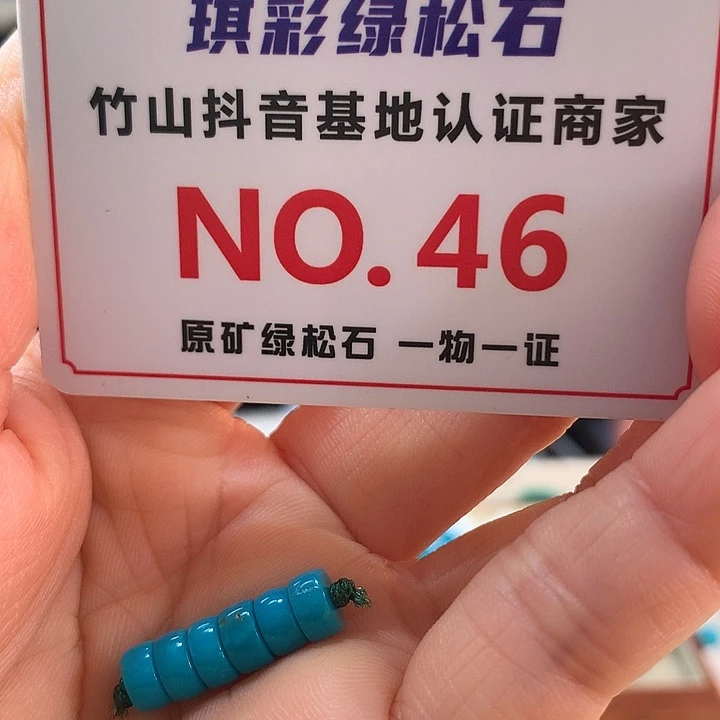 琪彩绿松石
竹山抖音基地认证商家
NO.46
原矿绿松石 一物一证